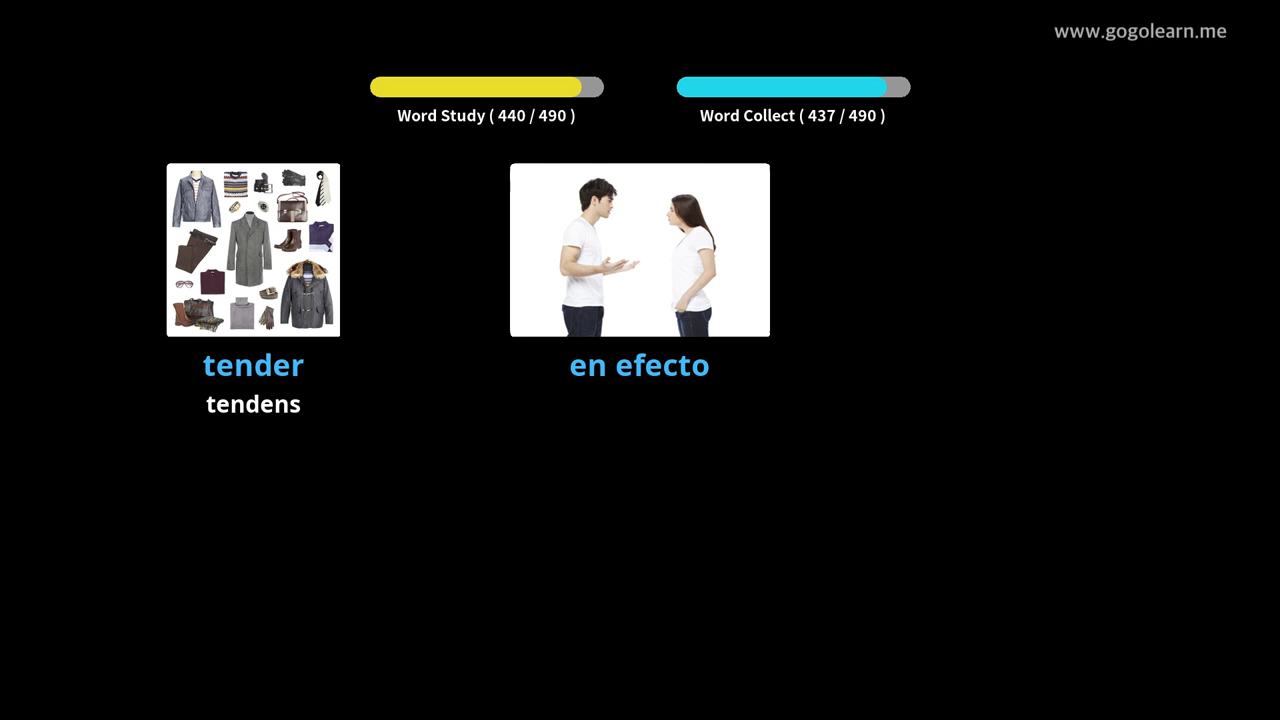 www.gogolearn.me
Word Study ( 440 / 490 )
Word Collect ( 437 / 490 )
tender
tendens
en efecto